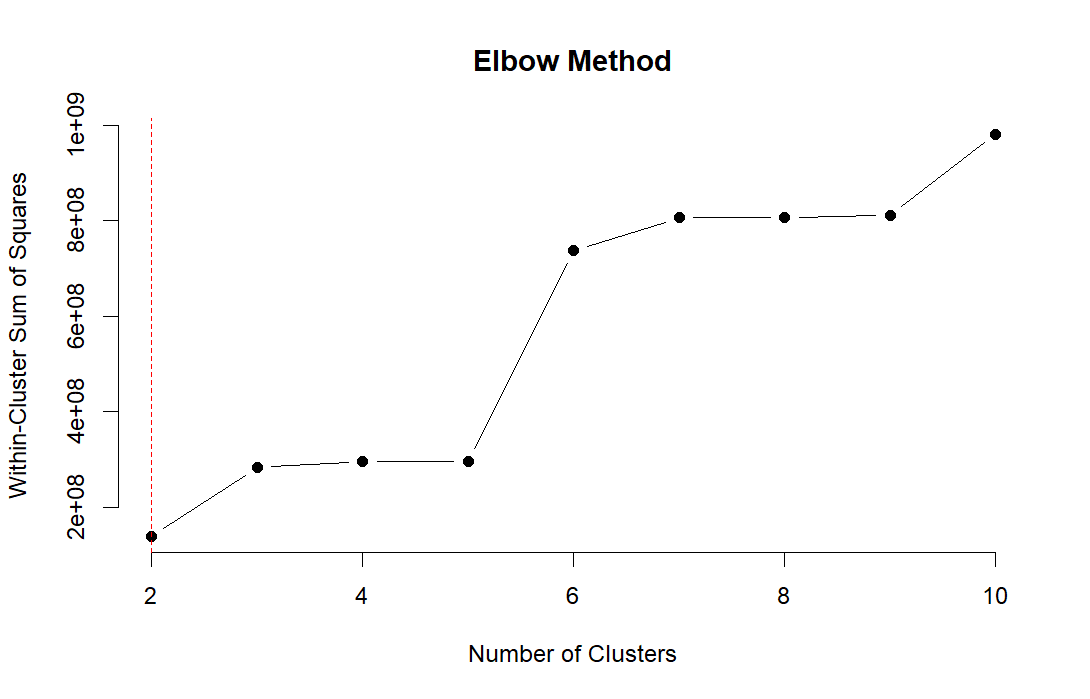 Elbow Method
Within-Cluster Sum of Squares
1e+09
8e+08
6e+08
4e+08
2e+08
2 4 6 8 10
Number of Clusters